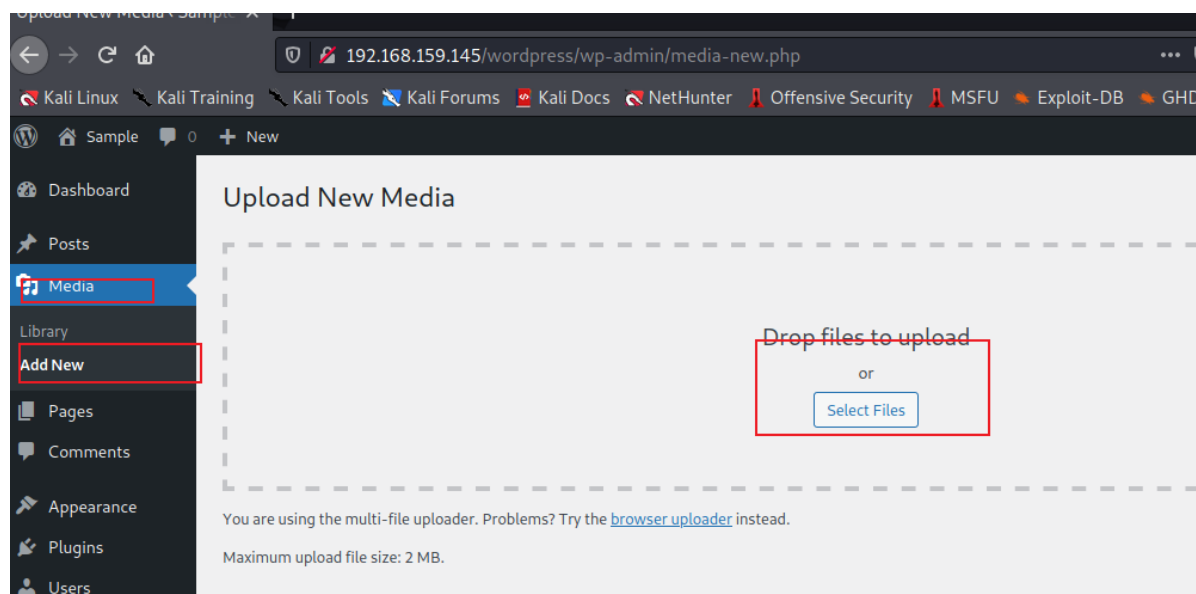 Upload New Media ‹ Sample
192.168.159.145/wordpress/wp-admin/media-new.php
Kali Linux Kali Training Kali Tools Kali Forums Kali Docs NetHunter Offensive Security MSFU Exploit-DB GHD
Sample 0 + New
Dashboard
Upload New Media
Posts
Media
Library
Drop files to upload
Add New
or
Pages
Select Files
Comments
Appearance
You are using the multi-file uploader. Problems? Try the browser uploader instead.
Plugins
Maximum upload file size: 2 MB.
Users